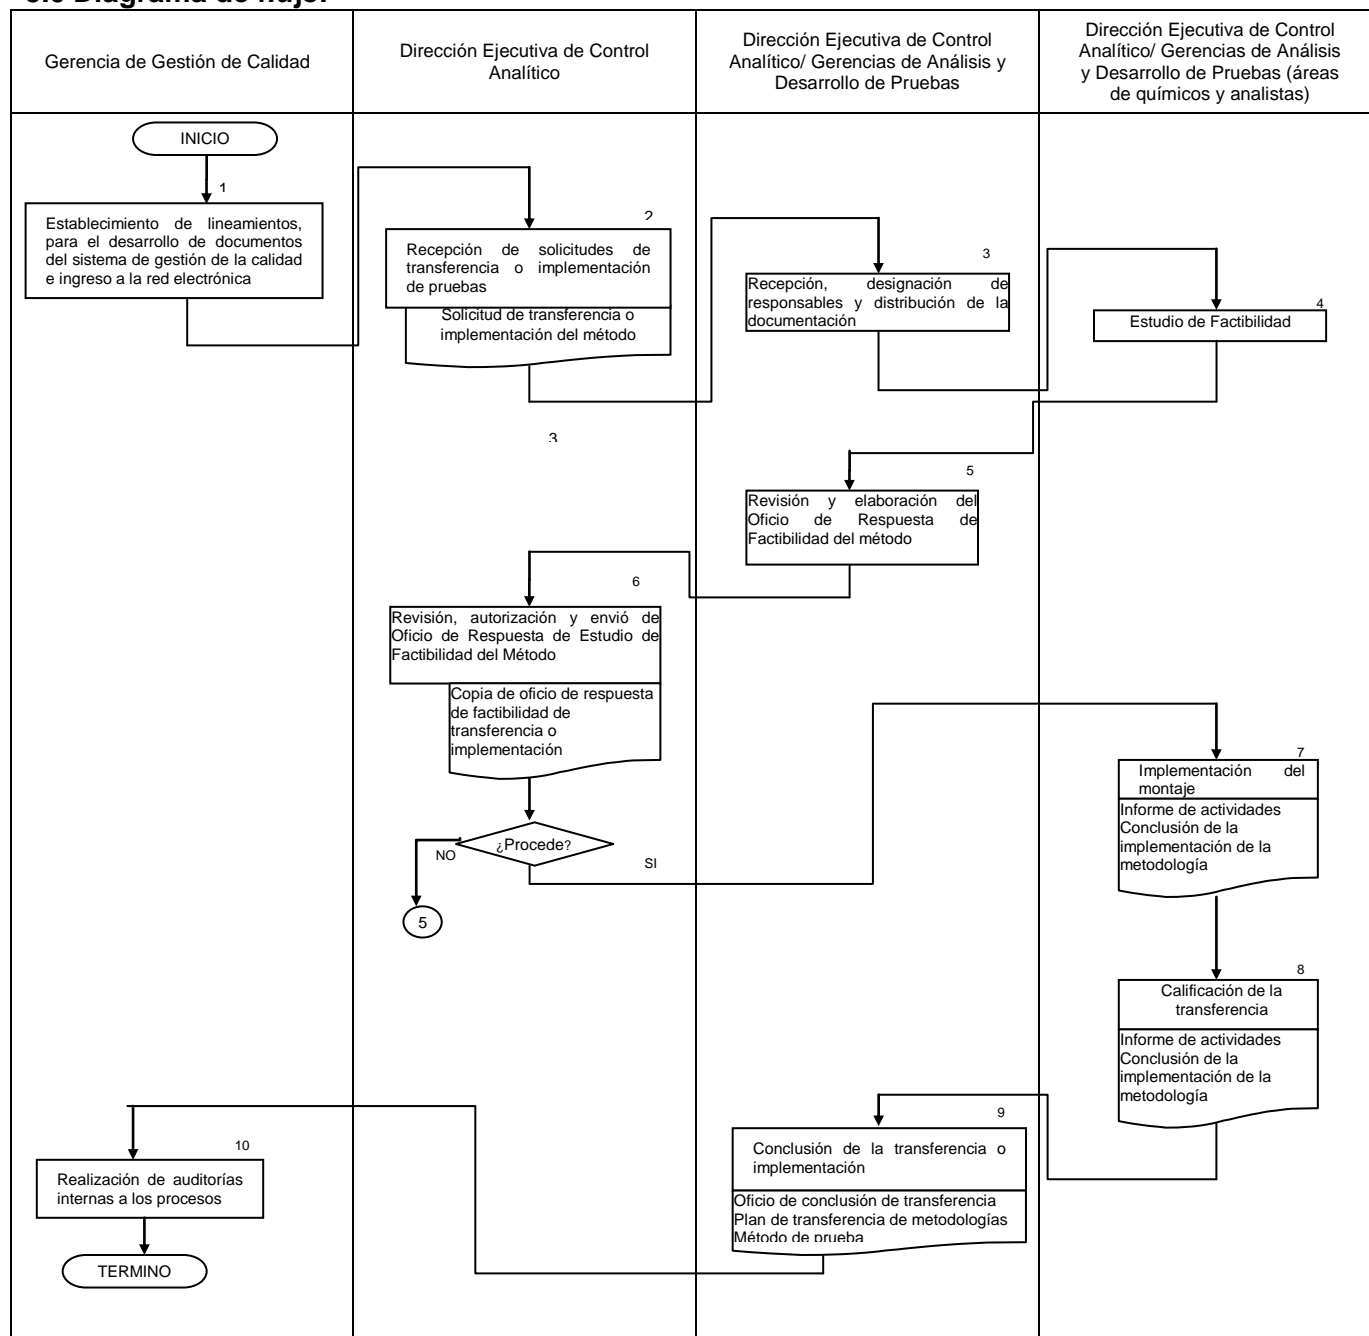 5.0 Diagrama de flujo.
Gerencia de Gestión de Calidad
Dirección Ejecutiva de Control
Analítico
Dirección Ejecutiva de Control
Analítico/ Gerencias de Análisis y
Desarrollo de Pruebas
Dirección Ejecutiva de Control
Analítico/ Gerencias de Análisis
y Desarrollo de Pruebas (áreas
de químicos y analistas)
INICIO
1
Establecimiento de lineamientos,
para el desarrollo de documentos
del sistema de gestión de la calidad
e ingreso a la red electrónica
2
Recepción de solicitudes de
transferencia o implementación
de pruebas
Solicitud de transferencia o
implementación del método
3
Recepción, designación de
responsables y distribución de la
documentación
4
Estudio de Factibilidad
3
5
Revisión y elaboración del
Oficio de Respuesta de
Factibilidad del método
6
Revisión, autorización y envió de
Oficio de Respuesta de Estudio de
Factibilidad del Método
Copia de oficio de respuesta
de factibilidad de
transferencia o
implementación
¿Procede?
NO
SI
5
7
Implementación del
montaje
Informe de actividades
Conclusión de la
implementación de la
metodología
8
Calificación de la
transferencia
Informe de actividades
Conclusión de la
implementación de la
metodología
9
Conclusión de la transferencia o
implementación
Oficio de conclusión de transferencia
Plan de transferencia de metodologías
Método de prueba
10
Realización de auditorías
internas a los procesos
TERMINO